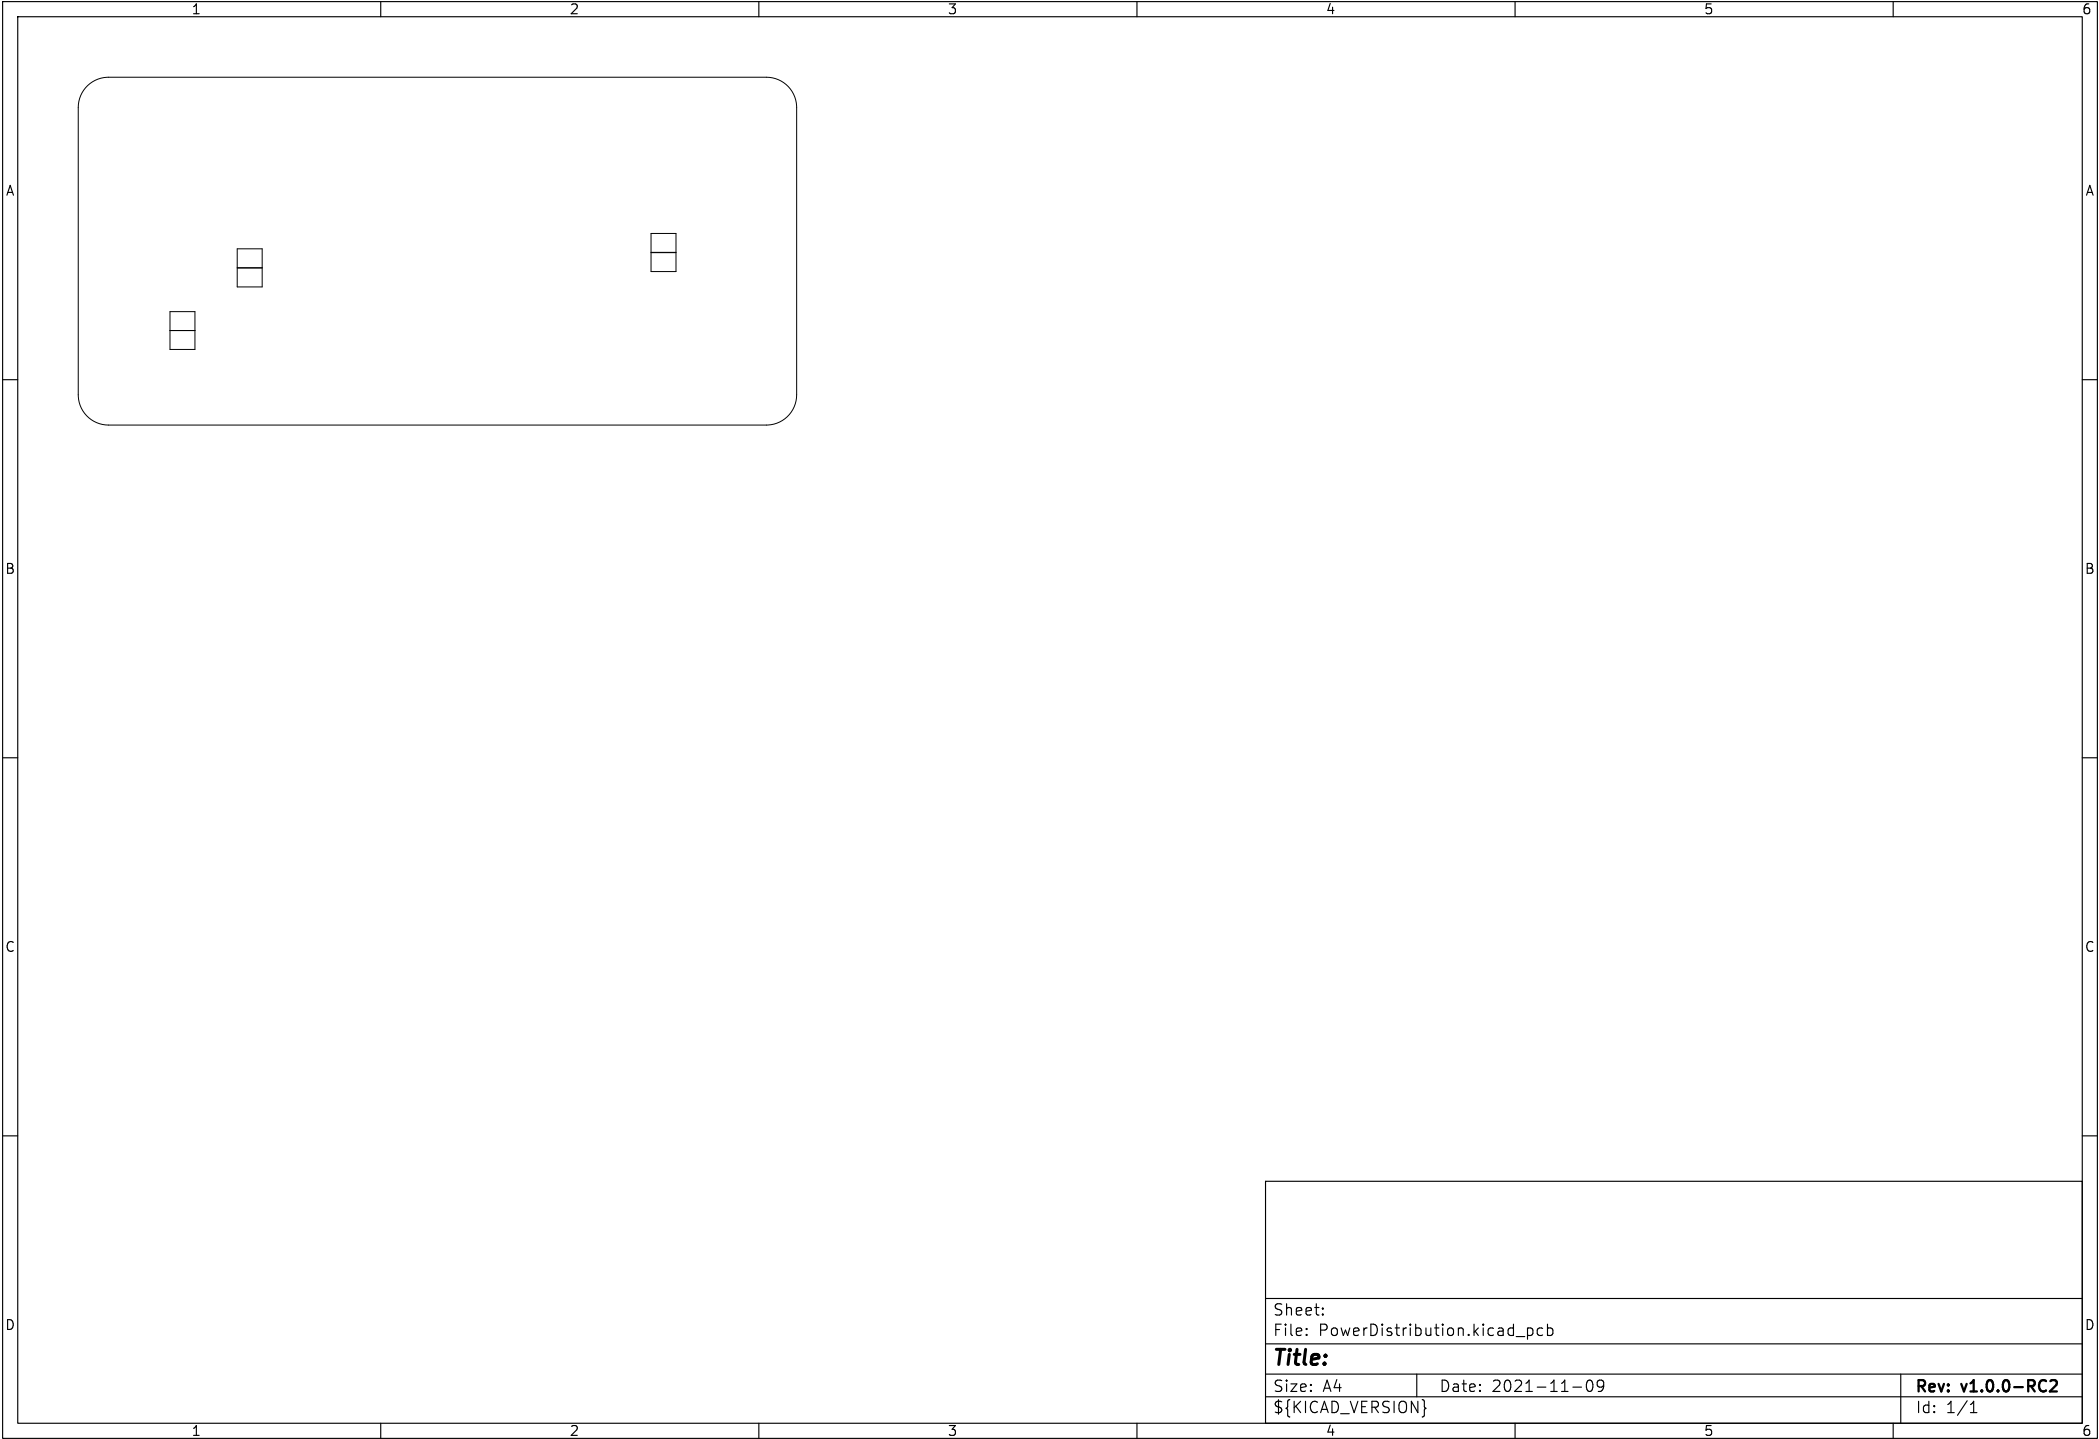 1 2 3 4 5 6
A A
B B
C C
D D
Sheet:
File: PowerDistribution.kicad_pcb
Title:
Size: A4 Date: 2021-11-09 Rev: v1.0.0-RC2
${KICAD_VERSION} Id: 1/1
1 2 3 4 5 6